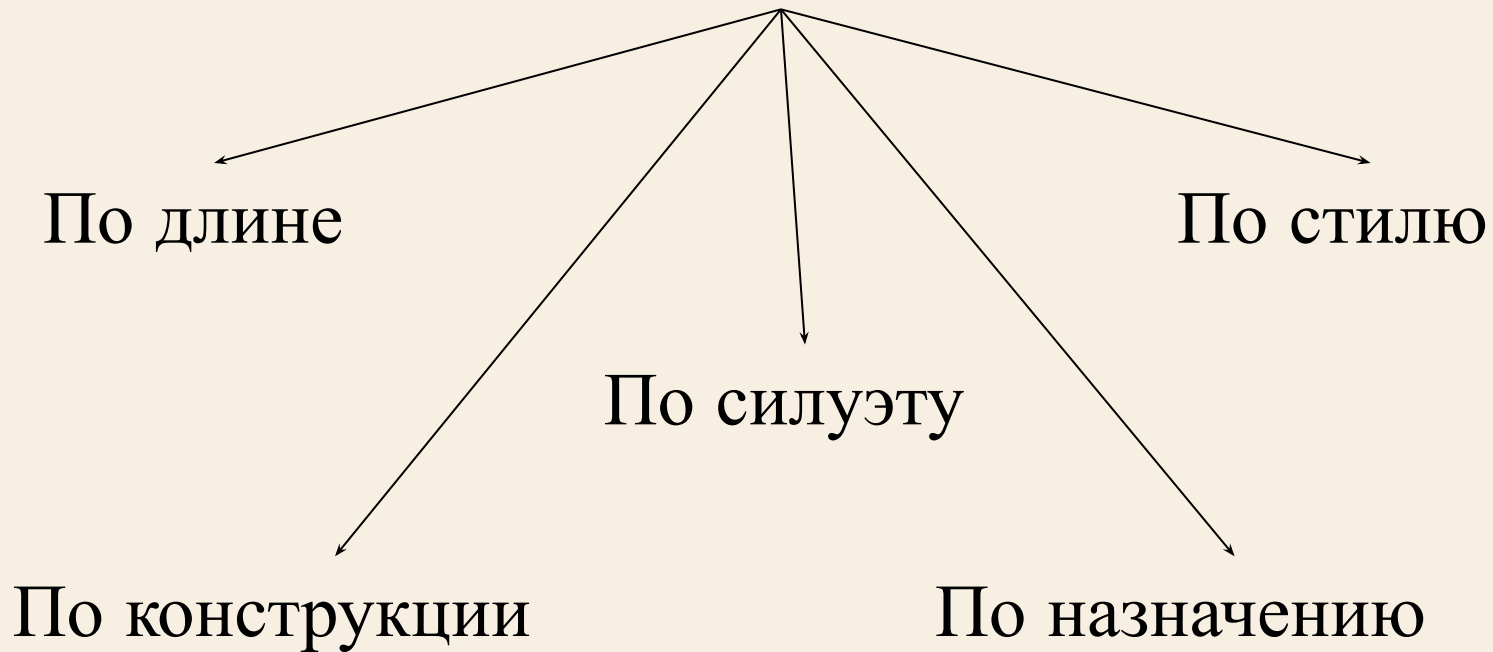 По длине
По стилю
По силуэту
По конструкции
По назначению